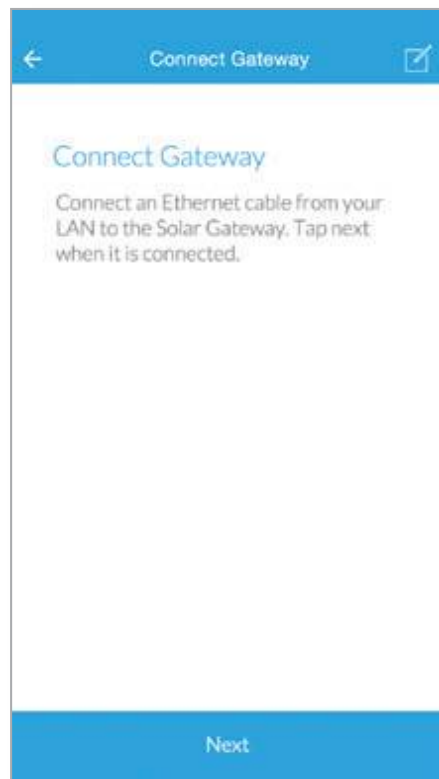 Connect Gateway
Connect Gateway
Connect an Ethernet cable from your
LAN to the Solar Gateway. Tap next
when it is connected.
Next